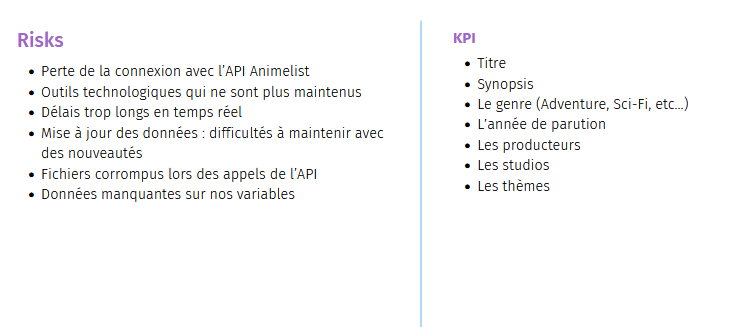 Risks
• Perte de la connexion avec l'API Animelist
• Outils technologiques qui ne sont plus maintenus
• Délais trop longs en temps réel
• Mise à jour des données : difficultés à maintenir avec
des nouveautés
• Fichiers corrompus lors des appels de l'API
• Données manquantes sur nos variables
KPI
• Titre
• Synopsis
• Le genre (Adventure, Sci-Fi, etc...)
• L'année de parution
• Les producteurs
• Les studios
• Les thèmes